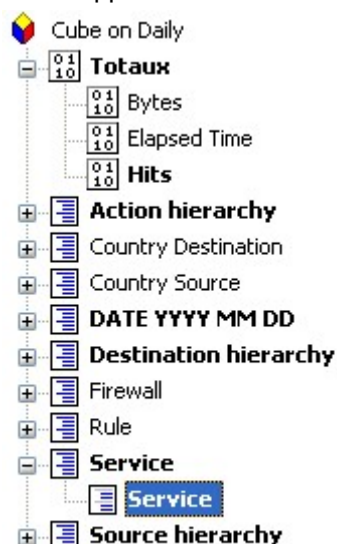 Cube on Daily
Totaux
Bytes
Elapsed Time
Hits
Action hierarchy
Country Destination
Country Source
DATE YYYY MM DD
Destination hierarchy
Firewall
Rule
Service
Service
Source hierarchy